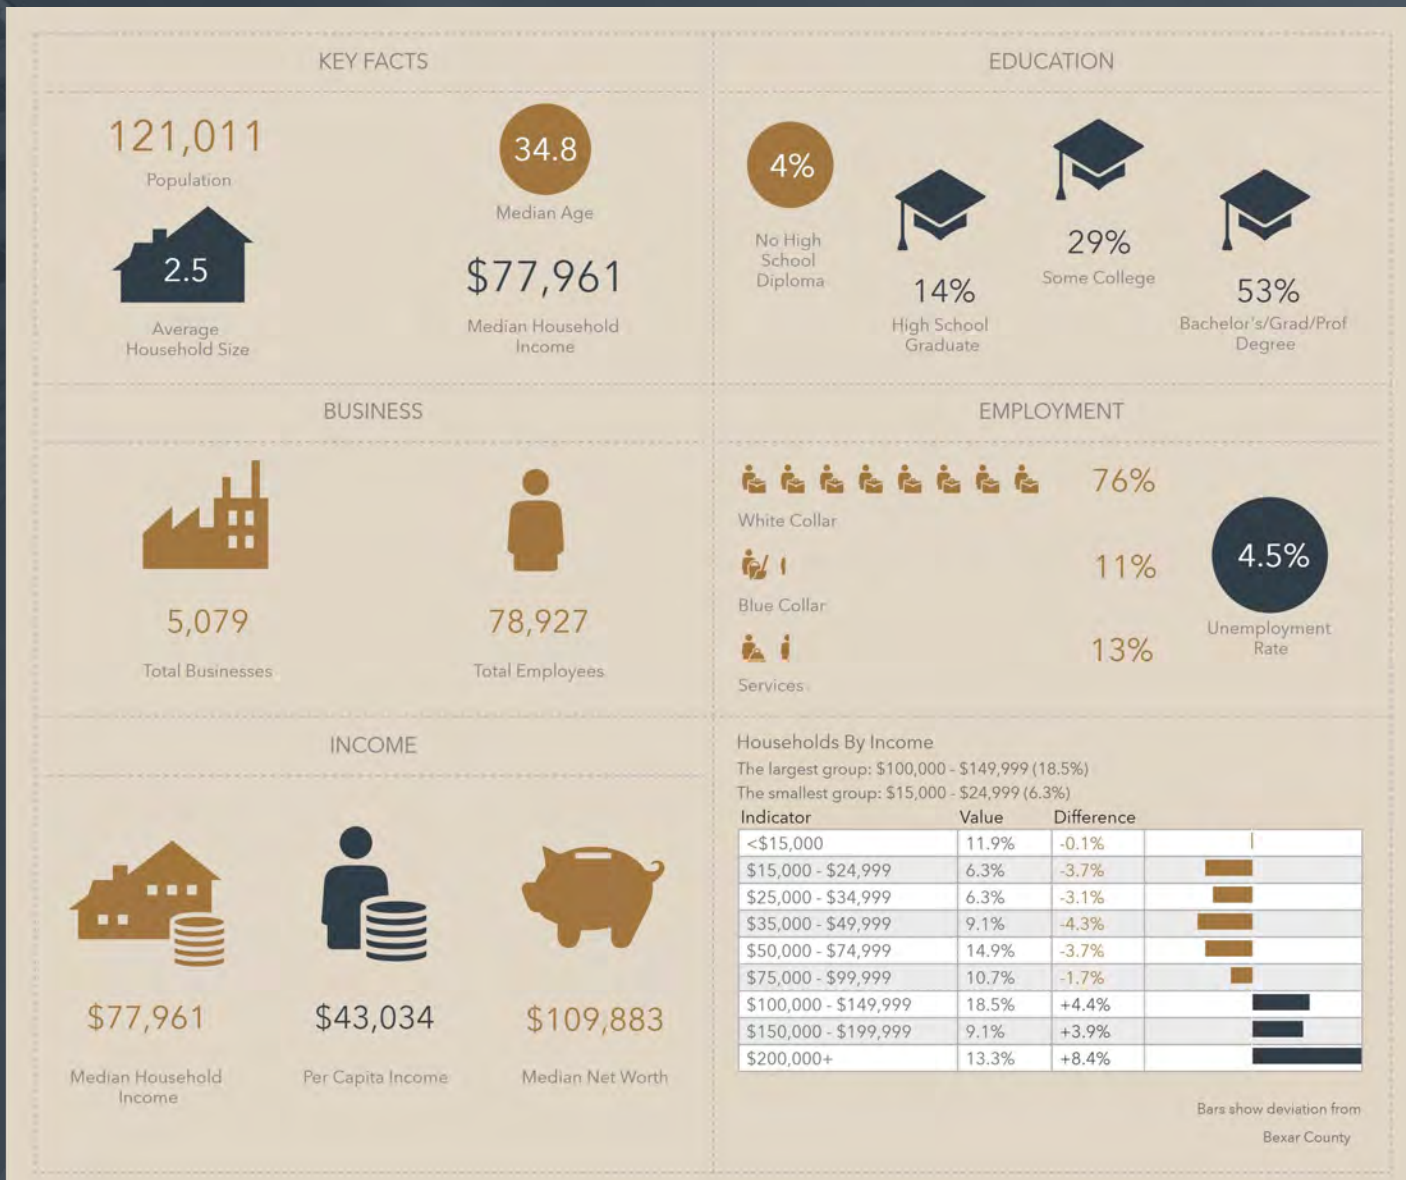 KEY FACTS
121,011
Population
34.8
Median Age
2.5
Average
Household Size
$77,961
Median Household
Income
EDUCATION
4%
No High
School
Diploma
14%
High School
Graduate
29%
Some College
53%
Bachelor's/Grad/Prof
Degree
BUSINESS
5,079
Total Businesses
78,927
Total Employees
EMPLOYMENT
76%
White Collar
11%
Blue Collar
13%
Services
4.5%
Unemployment
Rate
INCOME
$77,961
Median Household
Income
$43,034
Per Capita Income
$109,883
Median Net Worth
Households By Income
The largest group: $100,000 - $149,999 (18.5%)
The smallest group: $15,000 - $24,999 (6.3%)
Indicator Value Difference
<$15,000 11.9% -0.1%
$15,000 - $24,999 6.3% -3.7%
$25,000 - $34,999 6.3% -3.1%
$35,000 - $49,999 9.1% -4.3%
$50,000 - $74,999 14.9% -3.7%
$75,000 - $99,999 10.7% -1.7%
$100,000 - $149,999 18.5% +4.4%
$150,000 - $199,999 9.1% +3.9%
$200,000+ 13.3% +8.4%
Bars show deviation from
Bexar County